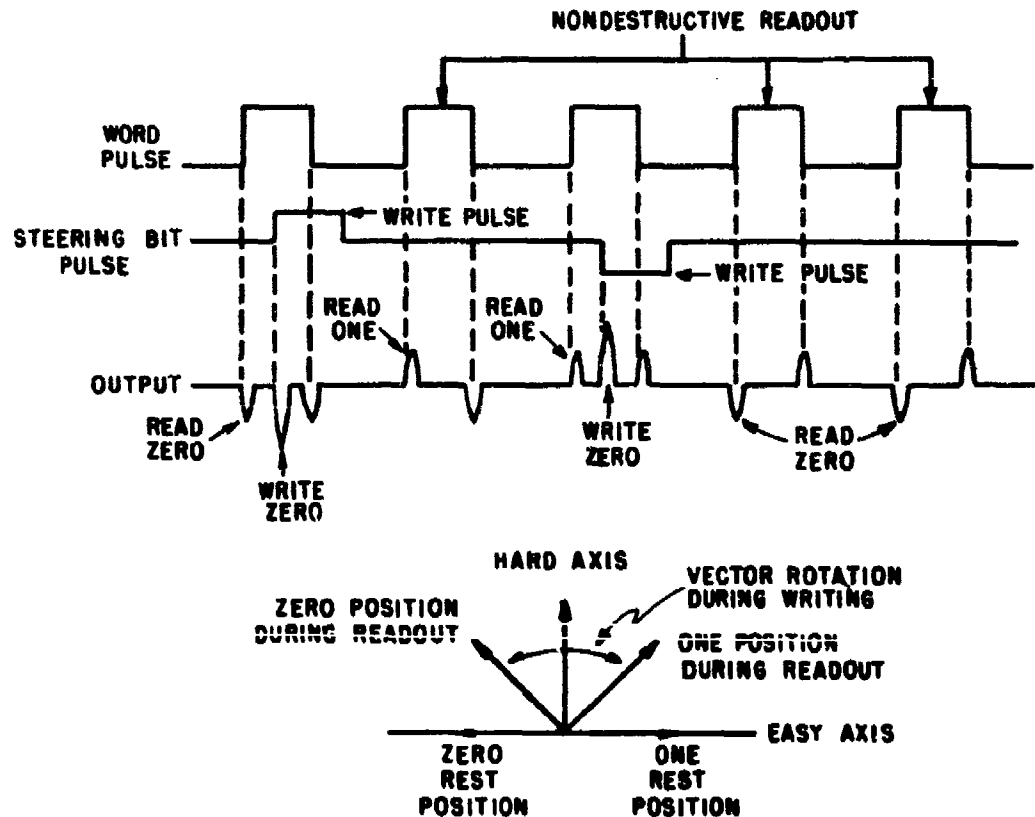 NONDESTRUCTIVE READOUT
WORD
PULSE
WRITE PULSE
STEERING BIT
PULSE
WRITE PULSE
READ
ONE
READ
ONE
OUTPUT
READ
ZERO
WRITE
ZERO
WRITE
ZERO
READ
ZERO
HARD AXIS
VECTOR ROTATION
DURING WRITING
ZERO POSITION
DURING READOUT
ONE POSITION
DURING READOUT
EASY AXIS
ZERO
REST
POSITION
ONE
REST
POSITION